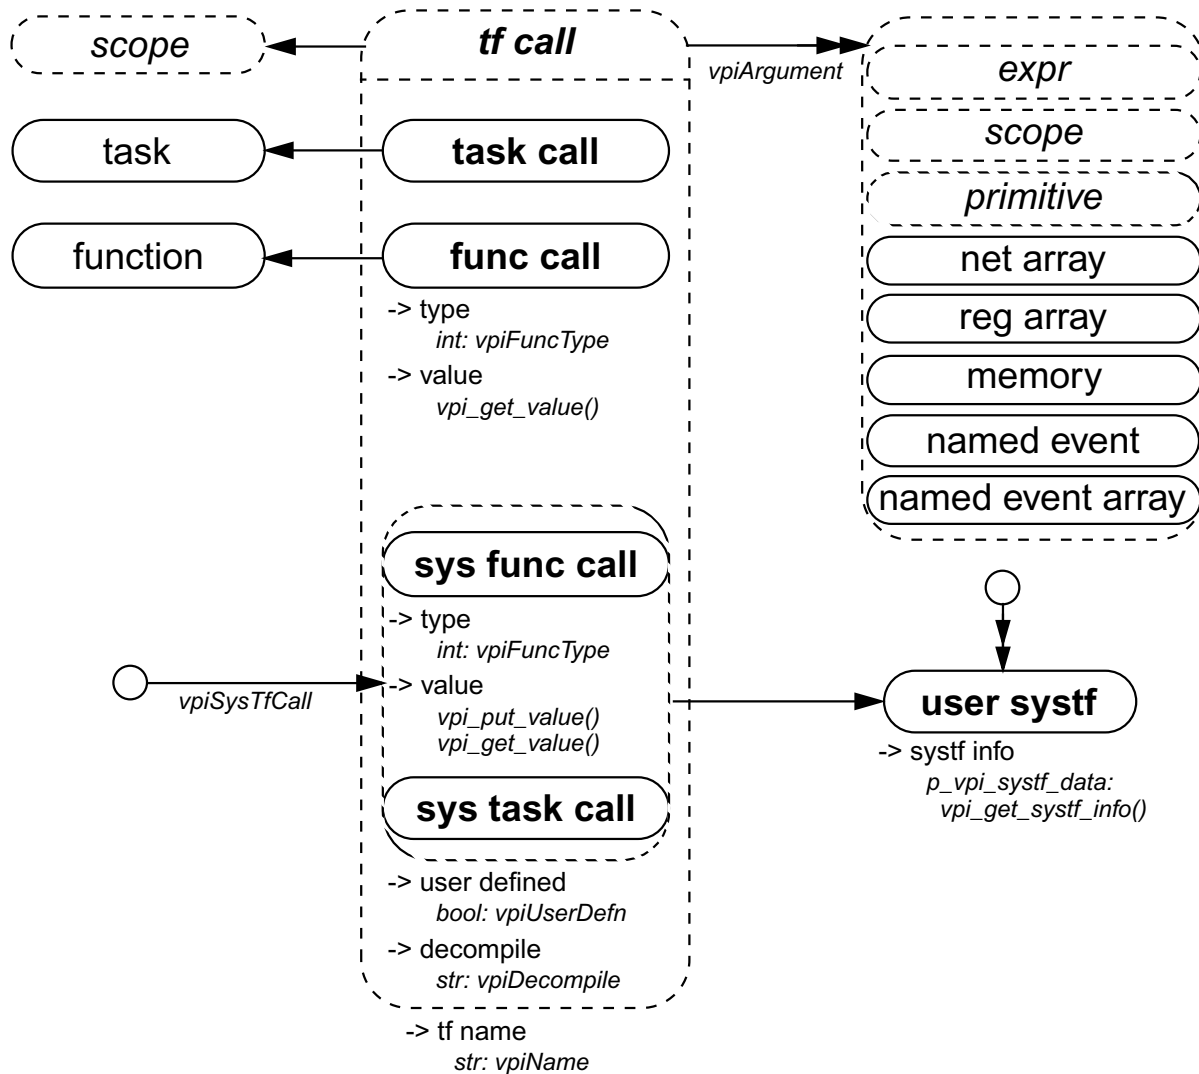 scope
tf call
vpiArgument
expr
scope
primitive
net array
reg array
memory
named event
named event array
task
task call
function
func call
-> type
int: vpiFuncType
-> value
vpi_get_value()
sys func call
-> type
int: vpiFuncType
-> value
vpi_put_value()
vpi_get_value()
sys task call
vpiSysTfCall
-> user defined
bool: vpiUserDefn
-> decompile
str: vpiDecompile
-> tf name
str: vpiName
user systf
-> systf info
p_vpi_systf_data:
vpi_get_systf_info()